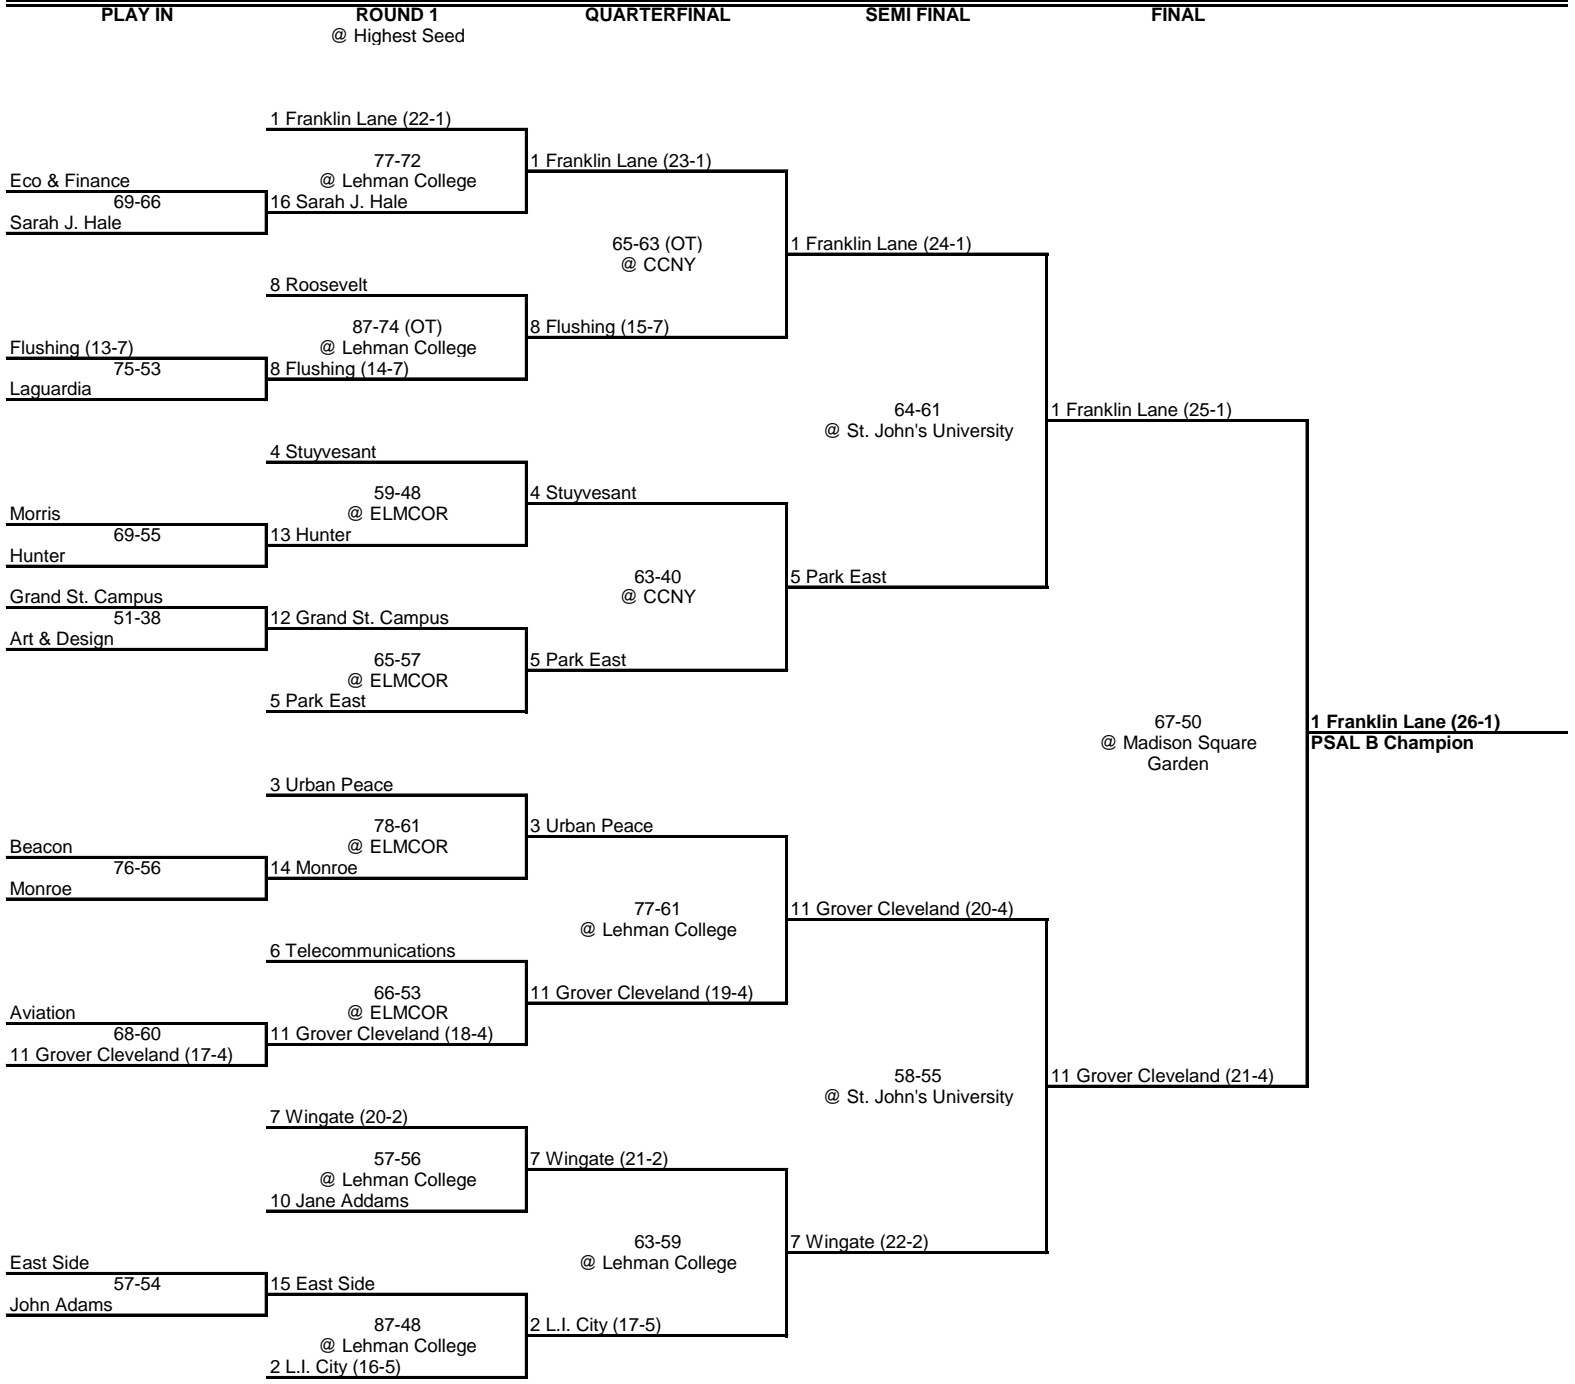 PLAY IN
ROUND 1
QUARTERFINAL
SEMI FINAL
FINAL
@ Highest Seed
1 Franklin Lane (22-1)
77-72
1 Franklin Lane (23-1)
Eco & Finance
@ Lehman College
69-66
16 Sarah J. Hale
Sarah J. Hale
65-63 (OT)
1 Franklin Lane (24-1)
@ CCNY
8 Roosevelt
87-74 (OT)
8 Flushing (15-7)
Flushing (13-7)
@ Lehman College
75-53
8 Flushing (14-7)
Laguardia
64-61
1 Franklin Lane (25-1)
@ St. John's University
4 Stuyvesant
59-48
4 Stuyvesant
Morris
@ ELMCOR
69-55
13 Hunter
Hunter
63-40
5 Park East
Grand St. Campus
@ CCNY
51-38
12 Grand St. Campus
Art & Design
65-57
5 Park East
@ ELMCOR
5 Park East
67-50
1 Franklin Lane (26-1)
@ Madison Square
PSAL B Champion
Garden
3 Urban Peace
78-61
3 Urban Peace
Beacon
@ ELMCOR
76-56
14 Monroe
Monroe
77-61
11 Grover Cleveland (20-4)
@ Lehman College
6 Telecommunications
66-53
11 Grover Cleveland (19-4)
Aviation
@ ELMCOR
68-60
11 Grover Cleveland (18-4)
11 Grover Cleveland (17-4)
58-55
11 Grover Cleveland (21-4)
@ St. John's University
7 Wingate (20-2)
57-56
7 Wingate (21-2)
@ Lehman College
10 Jane Addams
63-59
7 Wingate (22-2)
East Side
@ Lehman College
57-54
15 East Side
John Adams
87-48
2 L.I. City (17-5)
@ Lehman College
2 L.I. City (16-5)